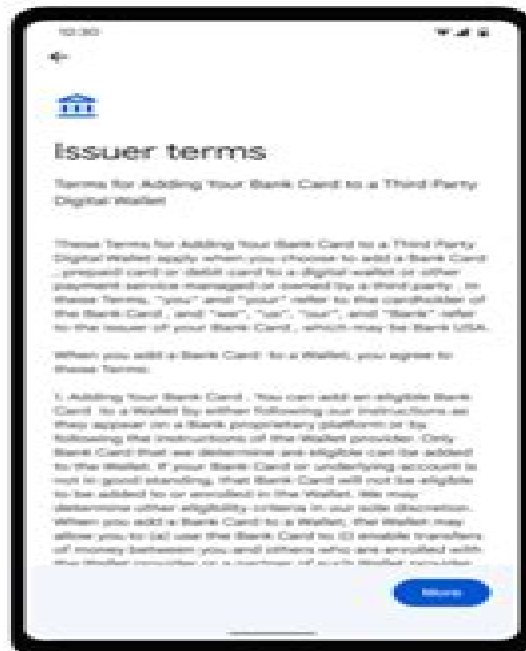 10:30
Issuer terms
Terms for Adding Your Bank Card to a Third Party
Digital Wallet
These Terms for Adding Your Bank Card to a Third Party
Digital Wallet apply when you choose to add a Bank Card
, prepaid card or debit card to a digital wallet or other
payment service managed or owned by a third party . In
these Terms, "you" and "your" refer to the cardholder of
the Bank Card , and "we", "us", "our", and "Bank" refer
to the issuer of your Bank Card , which may be Bank USA.
When you add a Bank Card to a Wallet, you agree to
these Terms:
1. Adding Your Bank Card . You can add an eligible Bank
Card to a Wallet by either following our instructions as
they appear on a Bank proprietary platform or by
following the instructions of the Wallet provider. Only
Bank Card that we determine are eligible can be added
to the Wallet. If your Bank Card or underlying account is
not in good standing, that Bank Card will not be eligible
to be added to or enrolled in the Wallet. We may
determine other eligibility criteria in our sole discretion.
When you add a Bank Card to a Wallet, the Wallet may
allow you to (a) use the Bank Card to (i) enable transfers
of money between you and others who are enrolled with
the Wallet provider or a partner of such Wallet provider
More